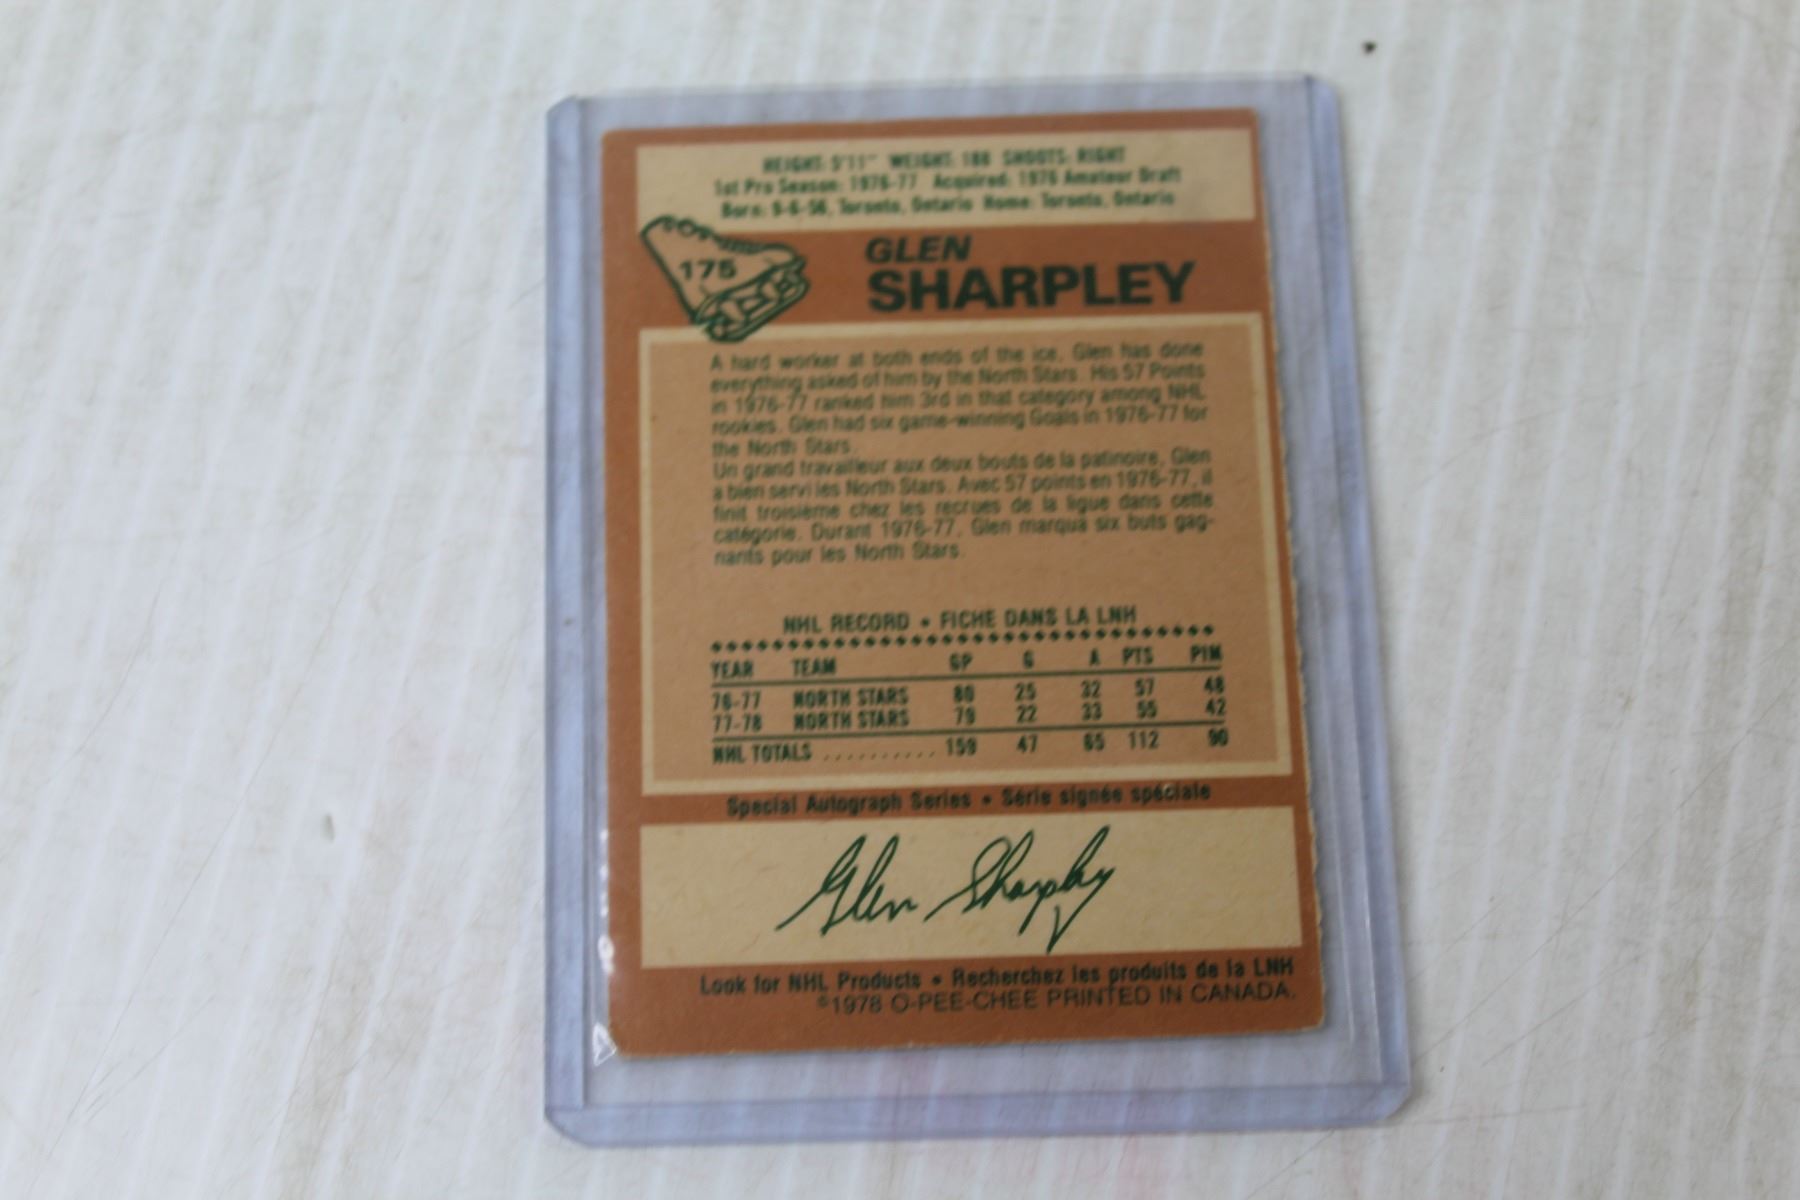 HEIGHT: 5'11" WEIGHT: 188 SHOOTS: RIGHT
1st Pro Season: 1976-77 Acquired: 1976 Amateur Draft
Born: 9-6-56, Toronto, Ontario Home: Toronto, Ontario
175
GLEN
SHARPLEY
A hard worker at both ends of the ice, Glen has done
everything asked of him by the North Stars. His 57 Points
in 1976-77 ranked him 3rd in that category among NHL
rookies. Glen had six game-winning Goals in 1976-77 for
the North Stars.
Un grand travailleur aux deux bouts de la patinoire, Glen
a bien servi les North Stars. Avec 57 points en 1976-77, il
finit troisième chez les recrues de la ligue dans cette
catégorie. Durant 1976-77, Glen marqua six buts gag-
nants pour les North Stars.
NHL RECORD • FICHE DANS LA LNH
YEAR TEAM GP G A PTS PIM
76-77 NORTH STARS 80 25 32 57 48
77-78 NORTH STARS 79 22 33 55 42
NHL TOTALS .......... 159 47 65 112 90
Special Autograph Series • Série signée spéciale
Glen Sharpley
Look for NHL Products • Recherchez les produits de la LNH
©1978 O-PEE-CHEE PRINTED IN CANADA.